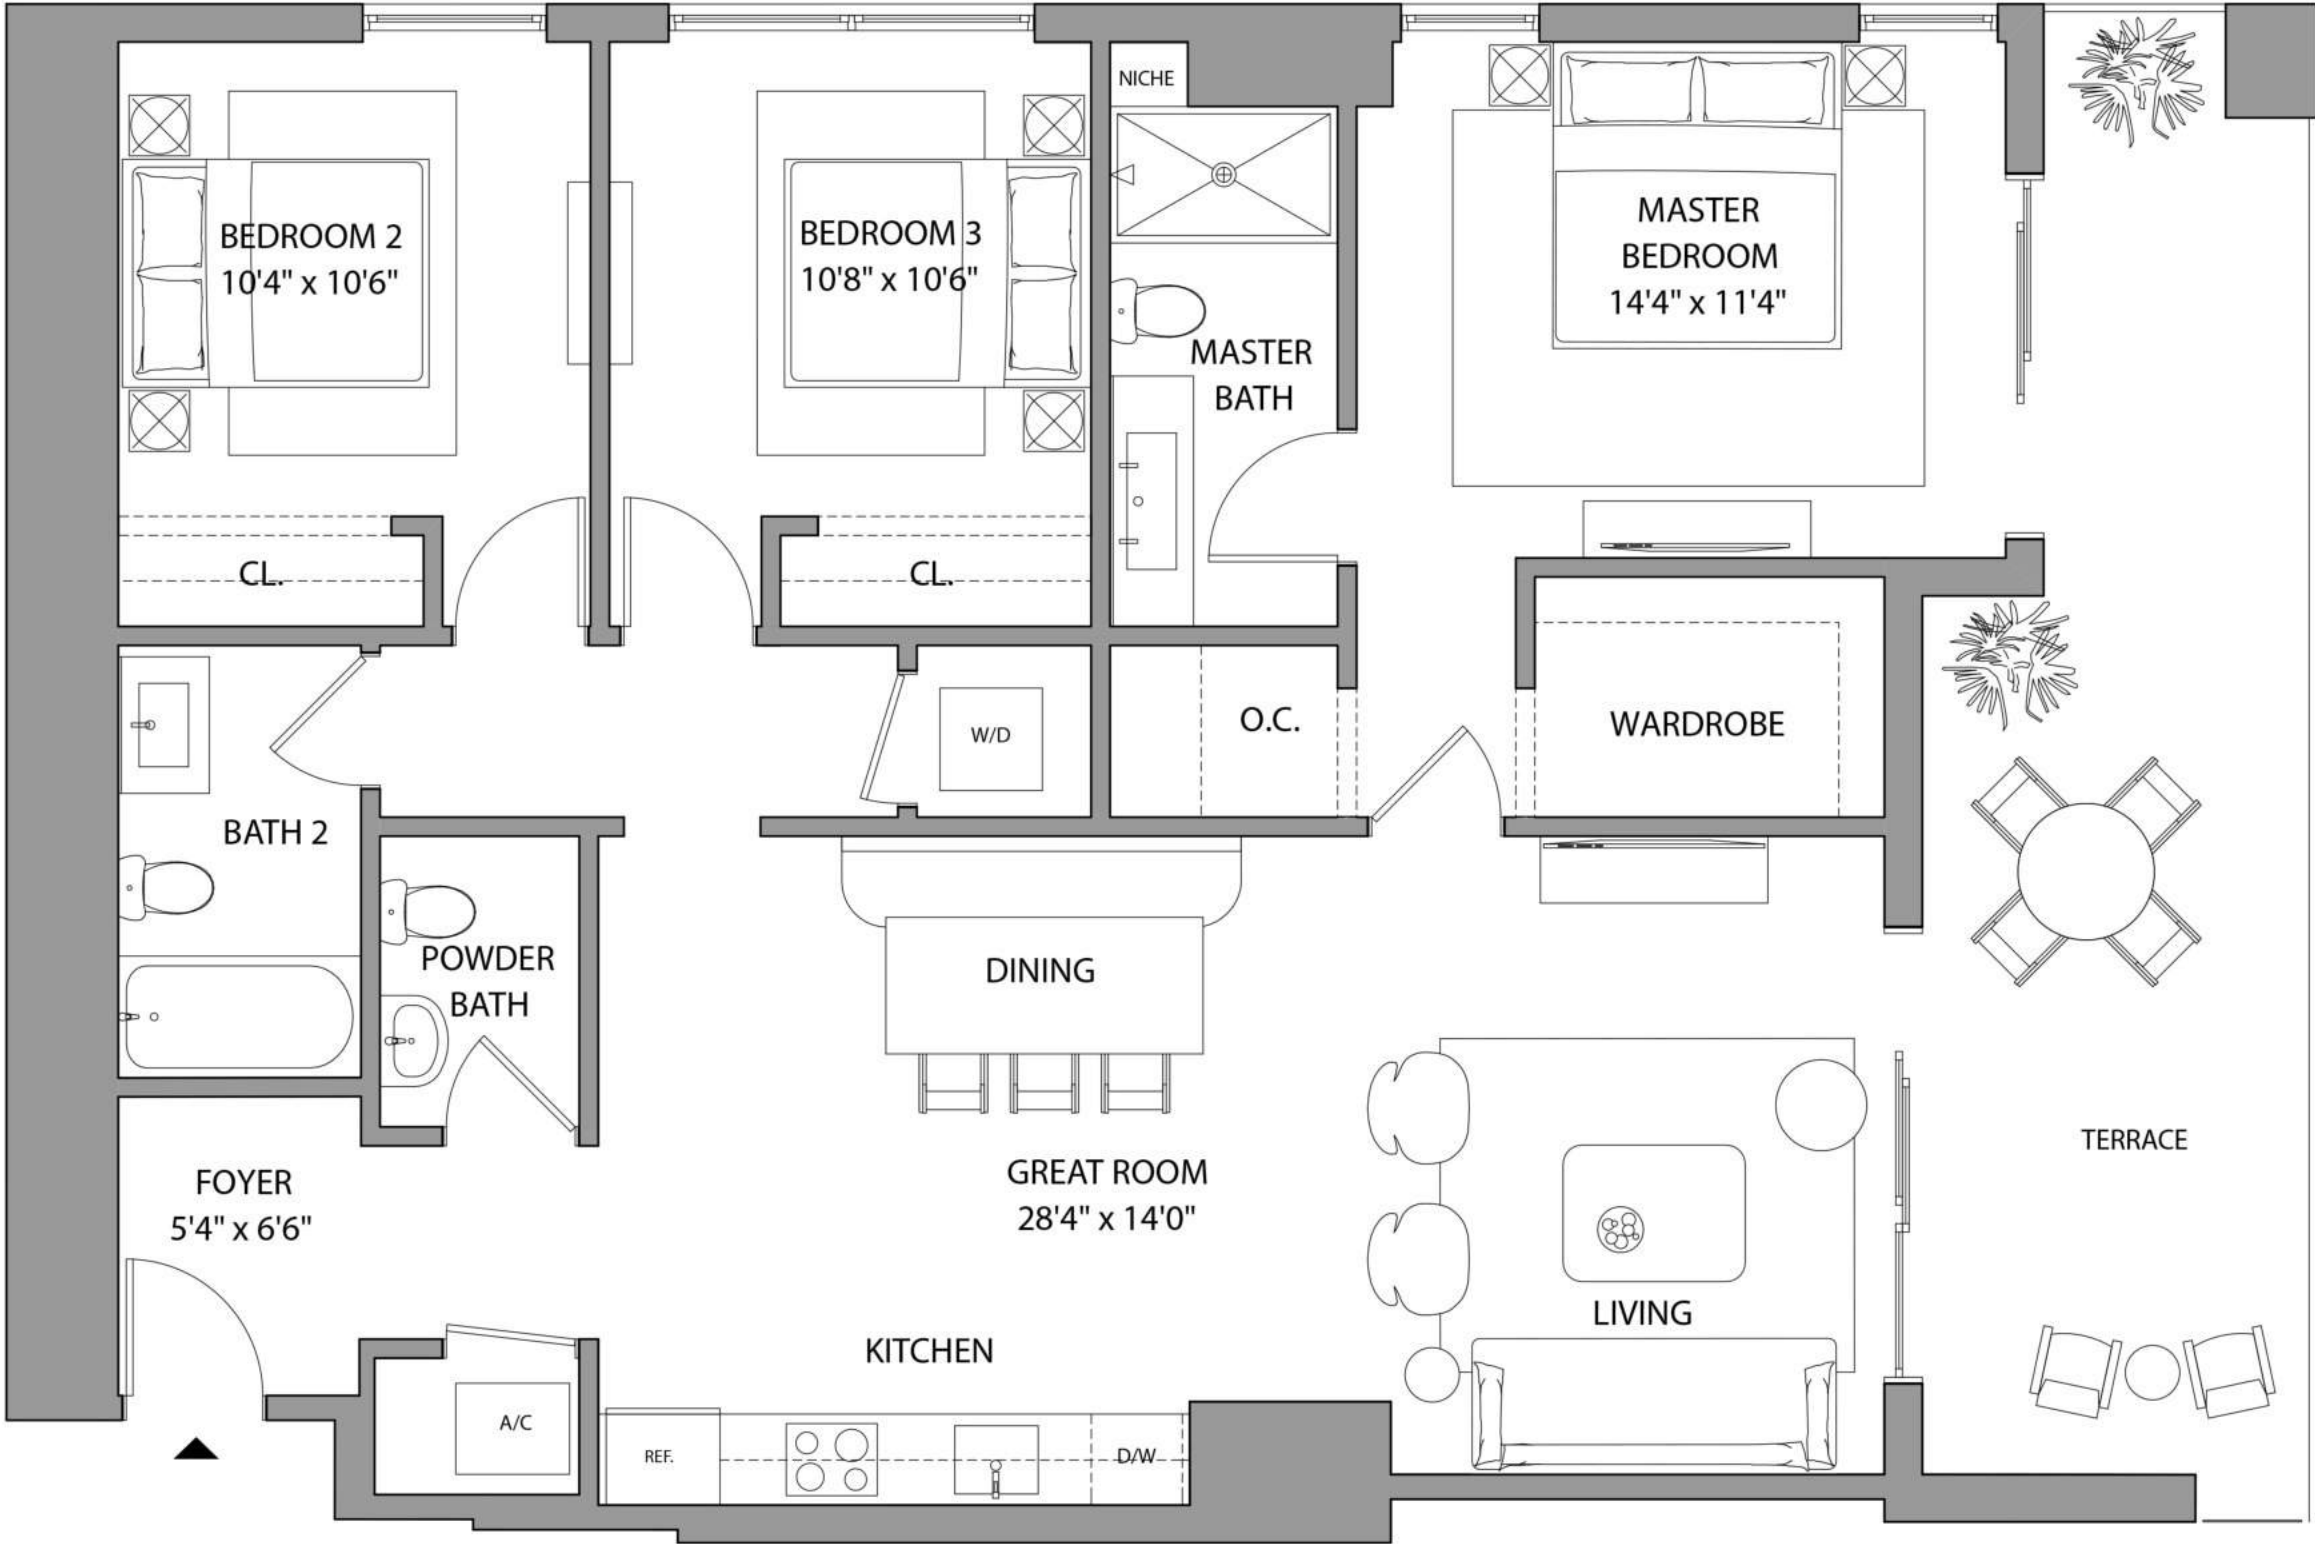 NICHE
BEDROOM 2
10'4" x 10'6"
BEDROOM 3
10'8" x 10'6"
MASTER
BEDROOM
14'4" x 11'4"
MASTER
BATH
CL.
CL.
W/D
O.C.
WARDROBE
BATH 2
POWDER
BATH
DINING
FOYER
5'4" x 6'6"
GREAT ROOM
28'4" x 14'0"
TERRACE
LIVING
KITCHEN
A/C
REF.
D/W